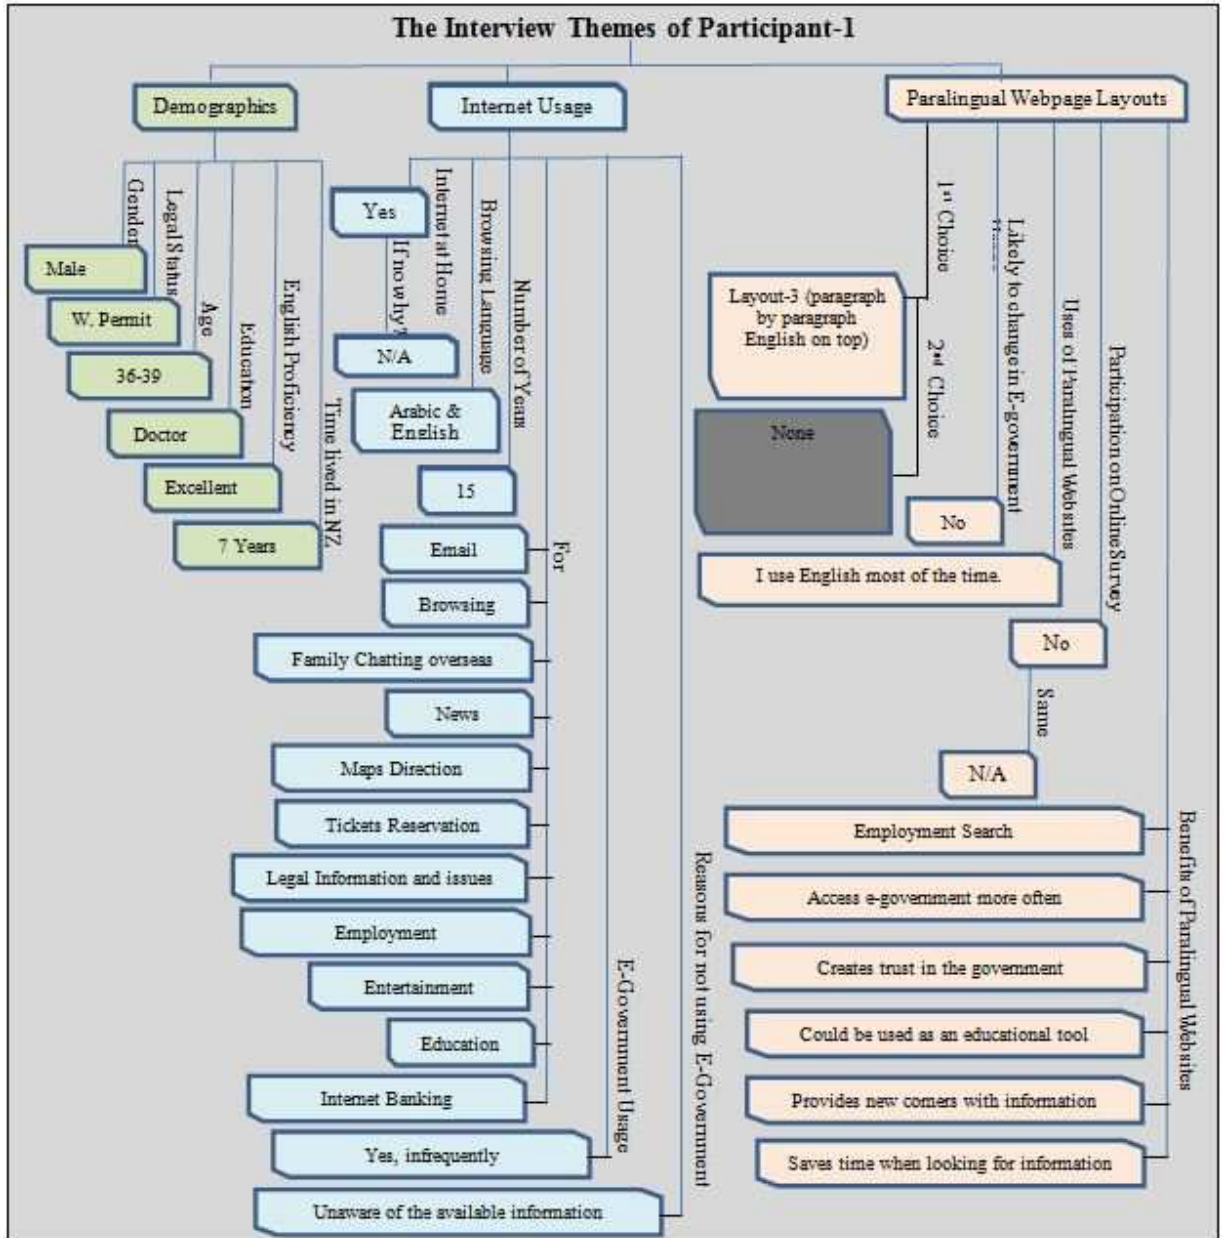 The Interview Themes of Participant-1
Demographics
Internet Usage
Paralingual Webpage Layouts
Gender
Male
Legal Status
W. Permit
Age
36-39
Education
Doctor
English Proficiency
Excellent
Time lived in NZ
7 Years
Internet at Home
Yes
If now why?
N/A
Browsing Language
Arabic &
English
Number of Years
15
For
Email
Browsing
Family Chatting overseas
News
Maps Direction
Tickets Reservation
Legal Information and issues
Employment
Entertainment
Education
Internet Banking
E-Government Usage
Yes, infrequently
Reasons for not using E-Government
Unaware of the available information
1st Choice
Layout-3 (paragraph
by paragraph
English on top)
2nd Choice
None
Likely to change in E-government
No
Uses of Paralingual Websites
I use English most of the time.
Participation on Online Survey
No
Same
N/A
Benefits of Paralingual Websites
Employment Search
Access e-government more often
Creates trust in the government
Could be used as an educational tool
Provides new comers with information
Saves time when looking for information